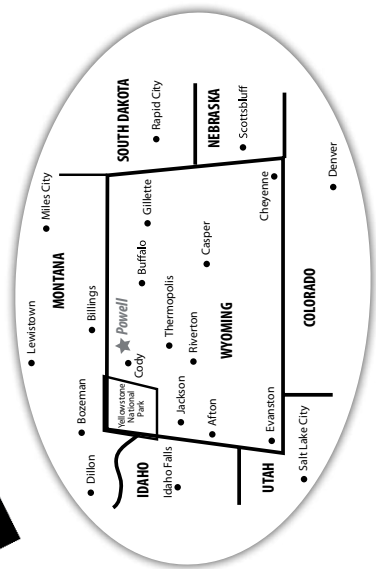 Lewistown
Miles City
MONTANA
SOUTH DAKOTA
Rapid City
Bozeman
Billings
Dillon
Powell
Buffalo
Gillette
NEBRASKA
Scottsbluff
Yellowstone
National
Park
Cody
Thermopolis
Casper
IDAHO
Idaho Falls
Jackson
Riverton
WYOMING
Afton
Cheyenne
Evanston
UTAH
Salt Lake City
COLORADO
Denver